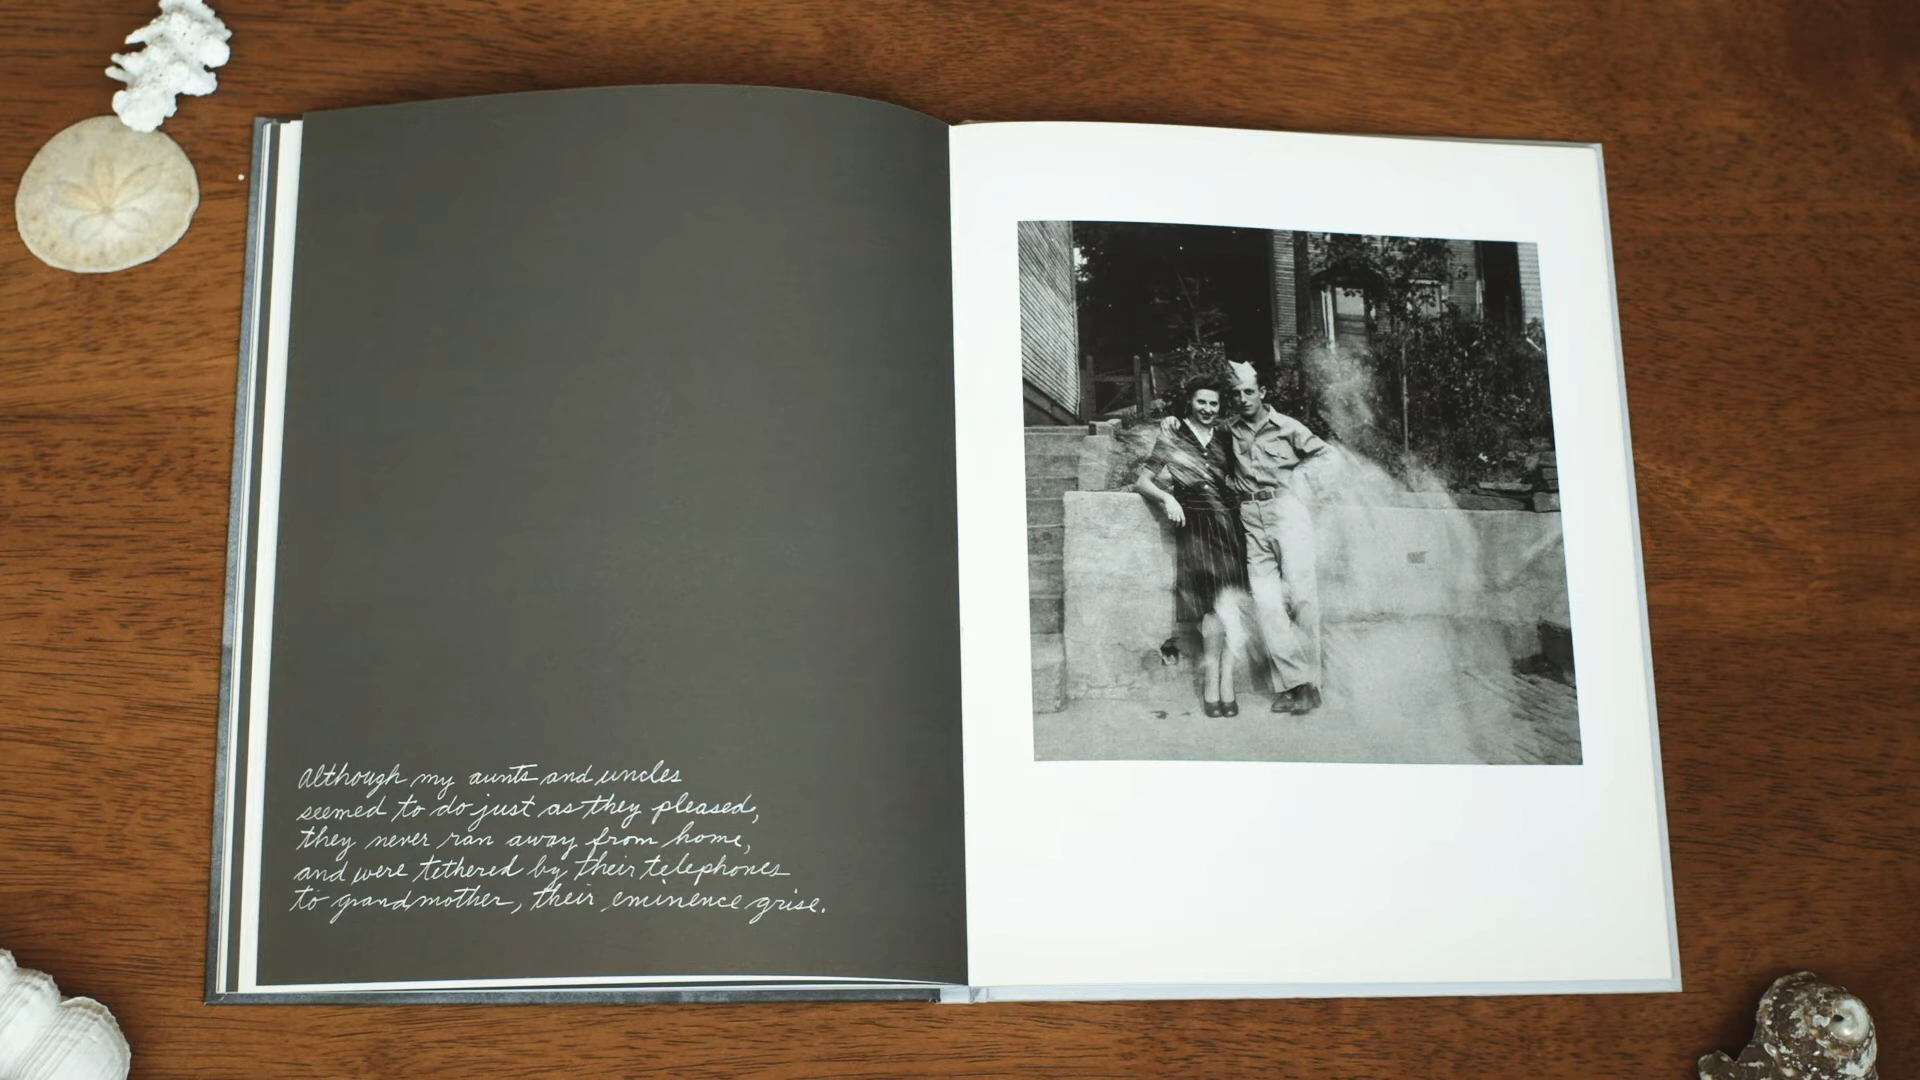 Although my aunts and uncles
seemed to do just as they pleased,
they never ran away from home,
and were tethered by their telephones
to grandmother, their eminence grise.